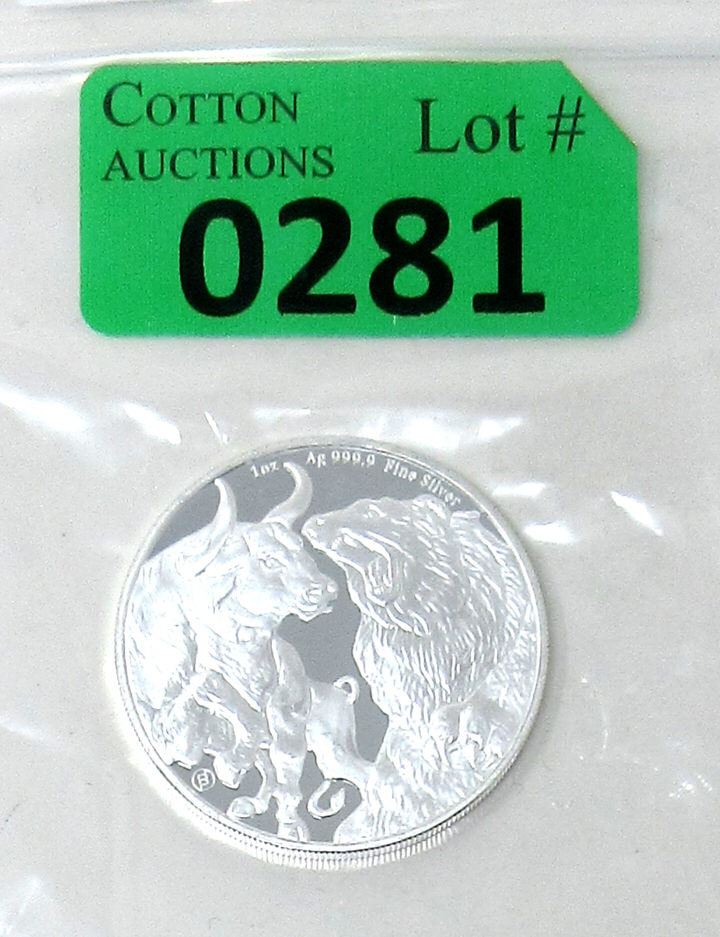 COTTON
AUCTIONS
Lot #
0281
1oz Ag 999.9 Fine Silver